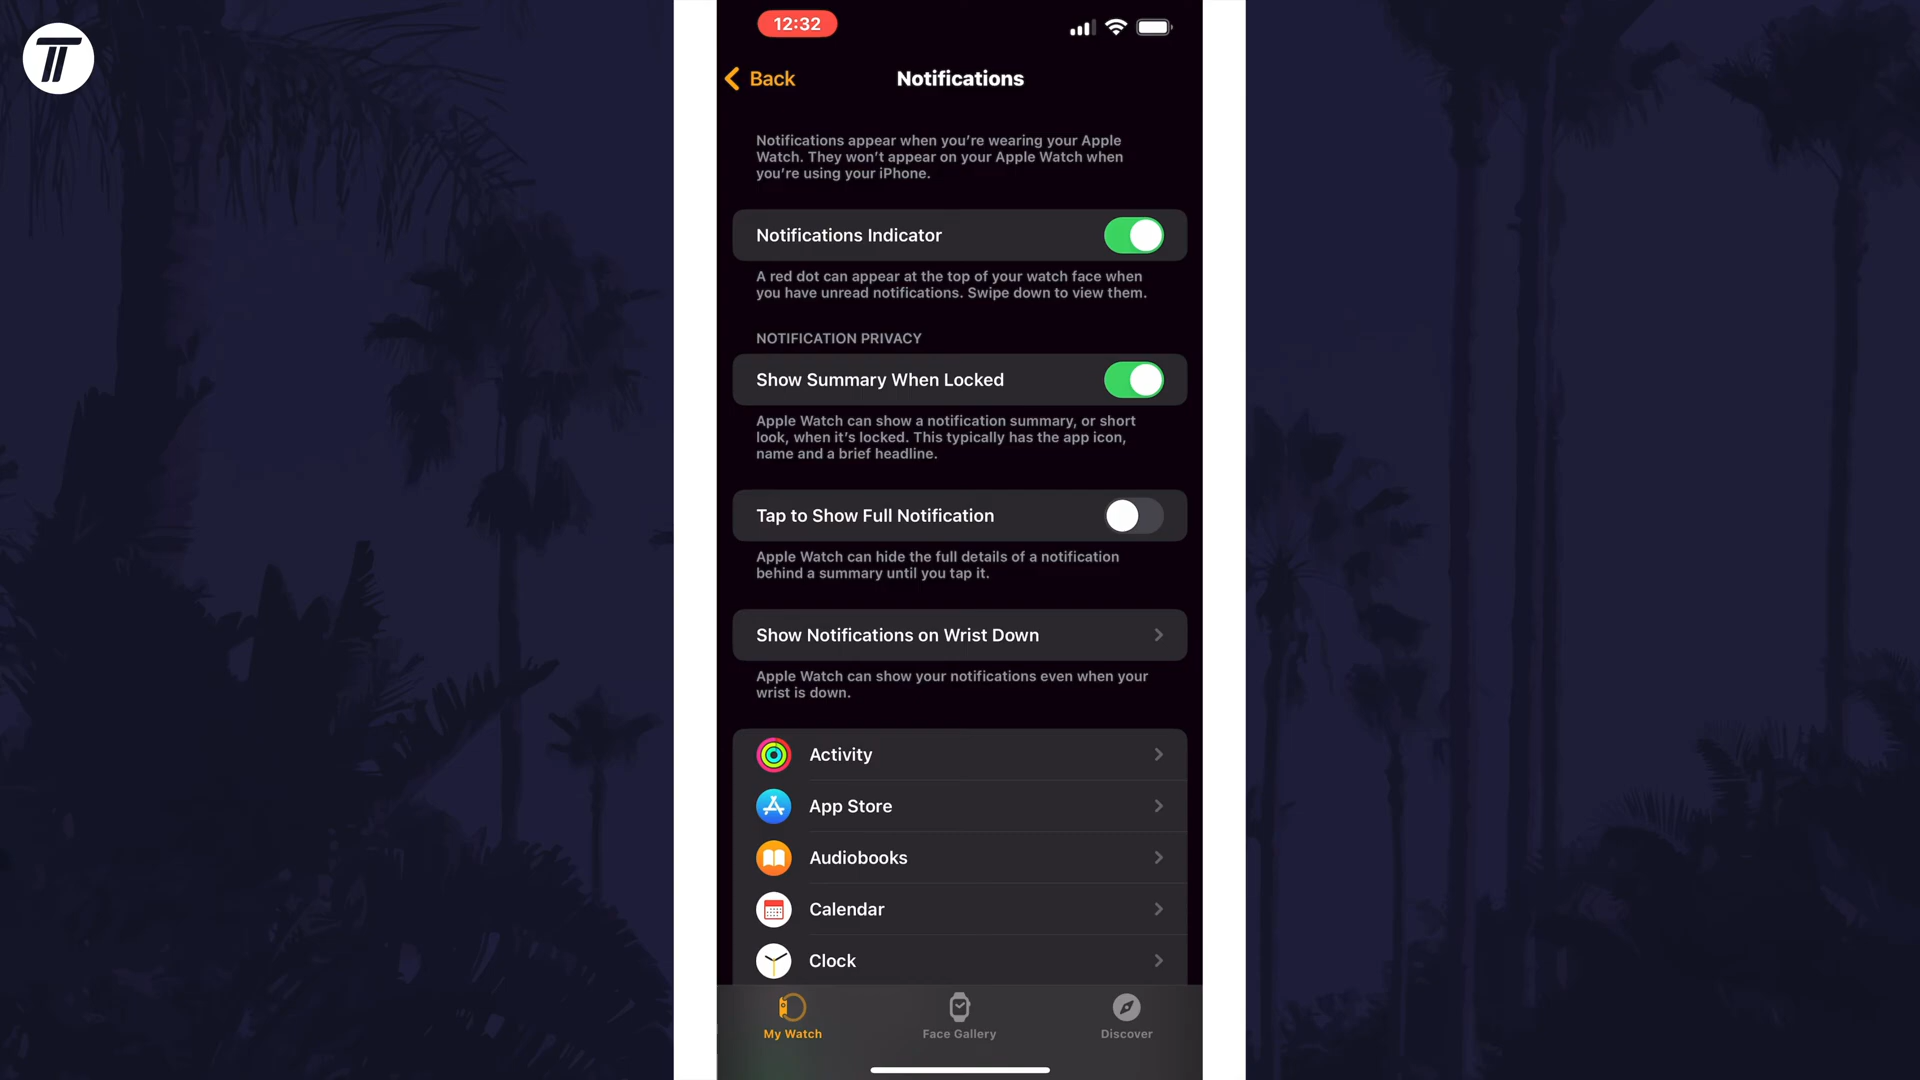 12:32
Back
Notifications
Notifications appear when you’re wearing your Apple
Watch. They won’t appear on your Apple Watch when
you’re using your iPhone.
Notifications Indicator
A red dot can appear at the top of your watch face when
you have unread notifications. Swipe down to view them.
NOTIFICATION PRIVACY
Show Summary When Locked
Apple Watch can show a notification summary, or short
look, when it’s locked. This typically has the app icon,
name and a brief headline.
Tap to Show Full Notification
Apple Watch can hide the full details of a notification
behind a summary until you tap it.
Show Notifications on Wrist Down
Apple Watch can show your notifications even when your
wrist is down.
Activity
App Store
Audiobooks
Calendar
Clock
My Watch
Face Gallery
Discover